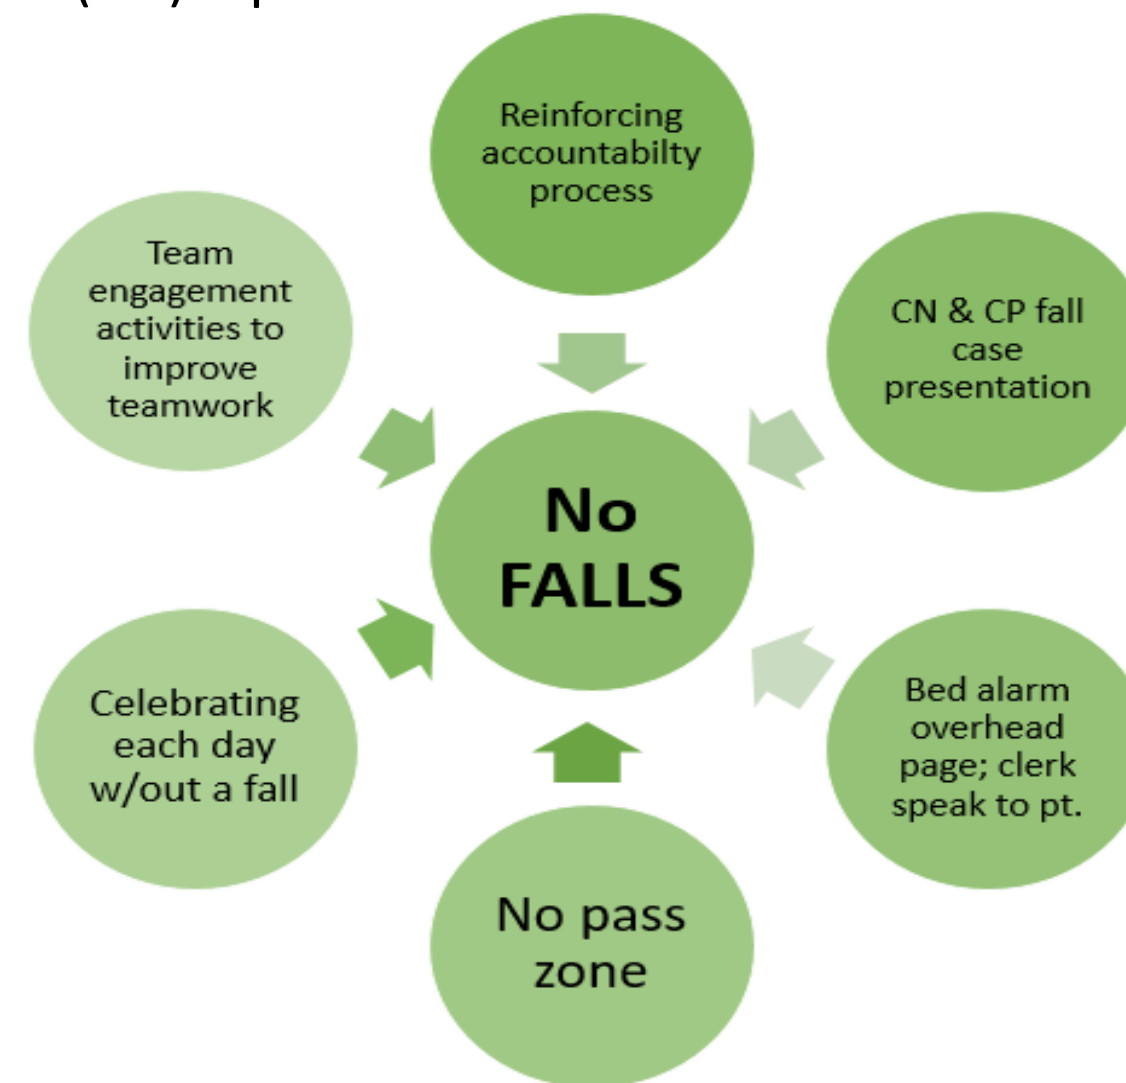 Reinforcing
accountabilty
process
CN & CP fall
case
presentation
Bed alarm
overhead
page; clerk
speak to pt.
No pass
zone
Celebrating
each day
w/out a fall
Team
engagement
activities to
improve
teamwork
No
FALLS